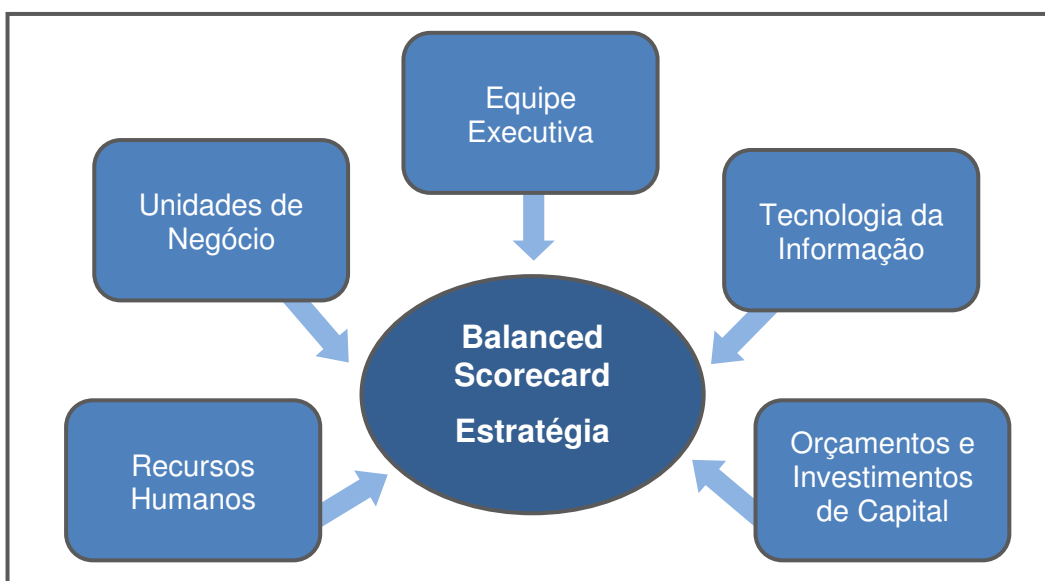 Equipe
Executiva
Unidades de
Negócio
Tecnologia da
Informação
Balanced
Scorecard
Estratégia
Recursos
Humanos
Orçamentos e
Investimentos
de Capital